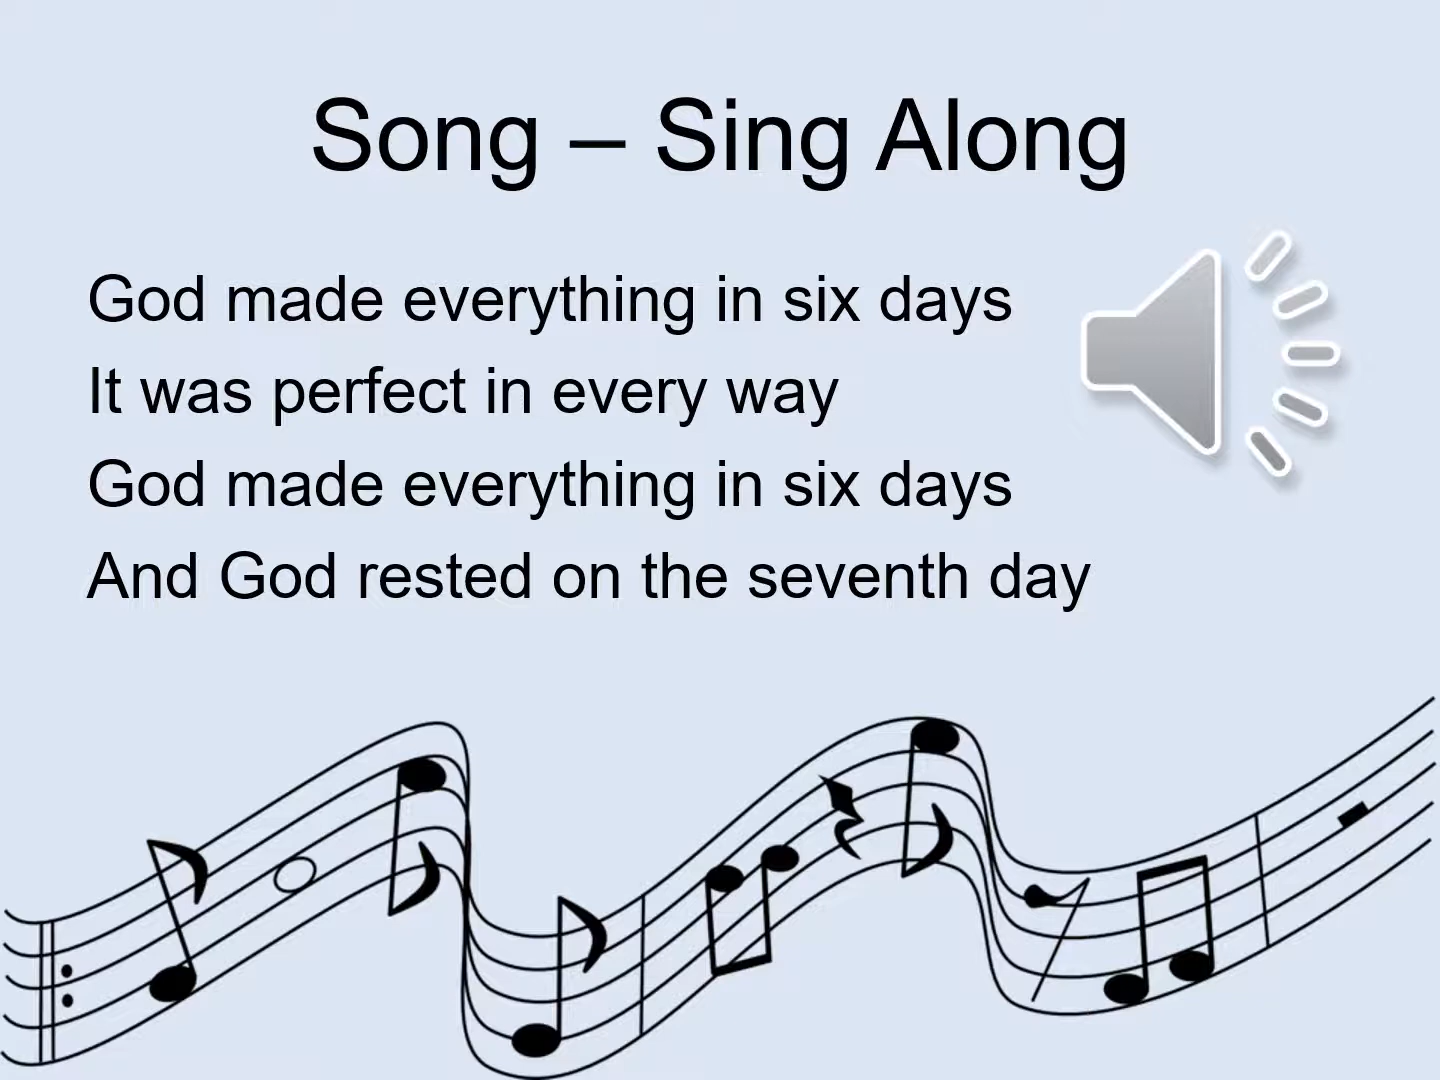 Song – Sing Along
God made everything in six days
It was perfect in every way
God made everything in six days
And God rested on the seventh day